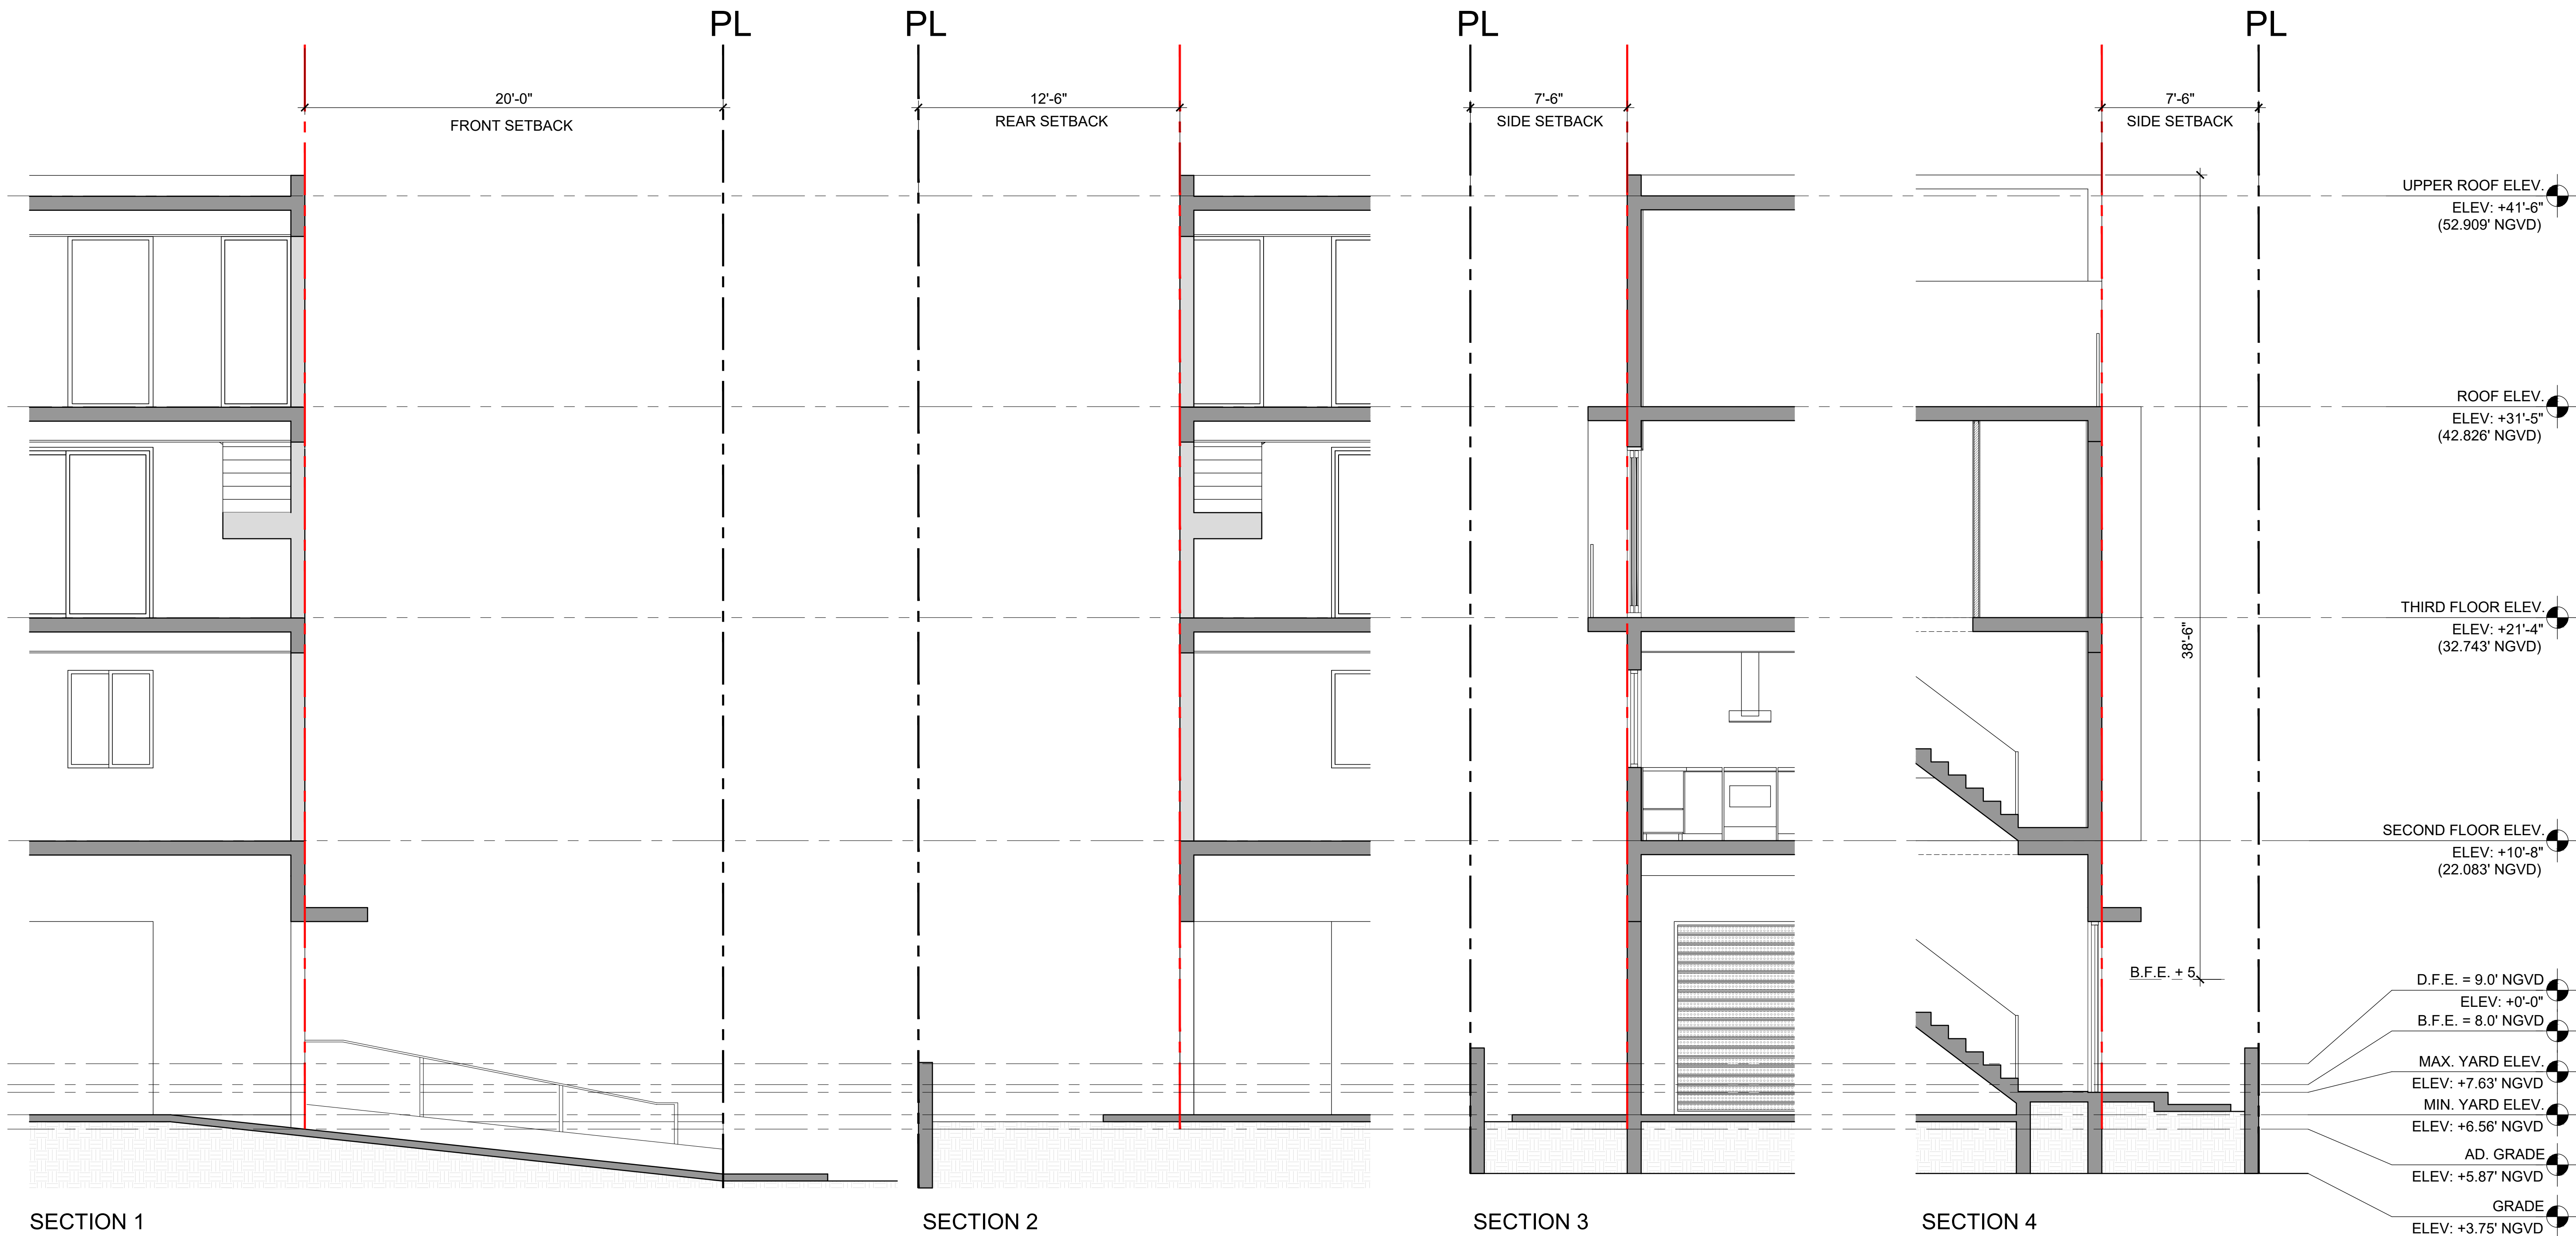 PL
PL
PL
PL
20'-0"
FRONT SETBACK
12'-6"
REAR SETBACK
7'-6"
SIDE SETBACK
7'-6"
SIDE SETBACK
UPPER ROOF ELEV.
ELEV: +41'-6"
(52.909' NGVD)
ROOF ELEV.
ELEV: +31'-5"
(42.826' NGVD)
THIRD FLOOR ELEV.
ELEV: +21'-4"
(32.743' NGVD)
38'-6"
SECOND FLOOR ELEV.
ELEV: +10'-8"
(22.083' NGVD)
B.F.E. + 5
D.F.E. = 9.0' NGVD
ELEV: +0'-0"
B.F.E. = 8.0' NGVD
MAX. YARD ELEV.
ELEV: +7.63' NGVD
MIN. YARD ELEV.
ELEV: +6.56' NGVD
AD. GRADE
ELEV: +5.87' NGVD
GRADE
ELEV: +3.75' NGVD
SECTION 1
SECTION 2
SECTION 3
SECTION 4